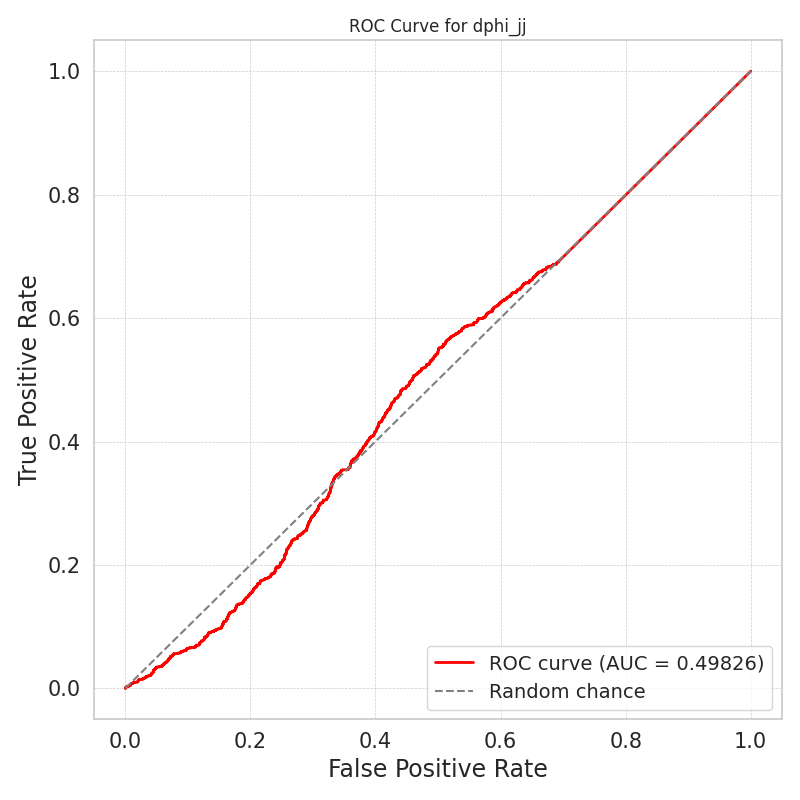 ROC Curve for dphi_jj
True Positive Rate
1.0
0.8
0.6
0.4
0.2
0.0
ROC curve (AUC = 0.49826)
Random chance
0.0 0.2 0.4 0.6 0.8 1.0
False Positive Rate